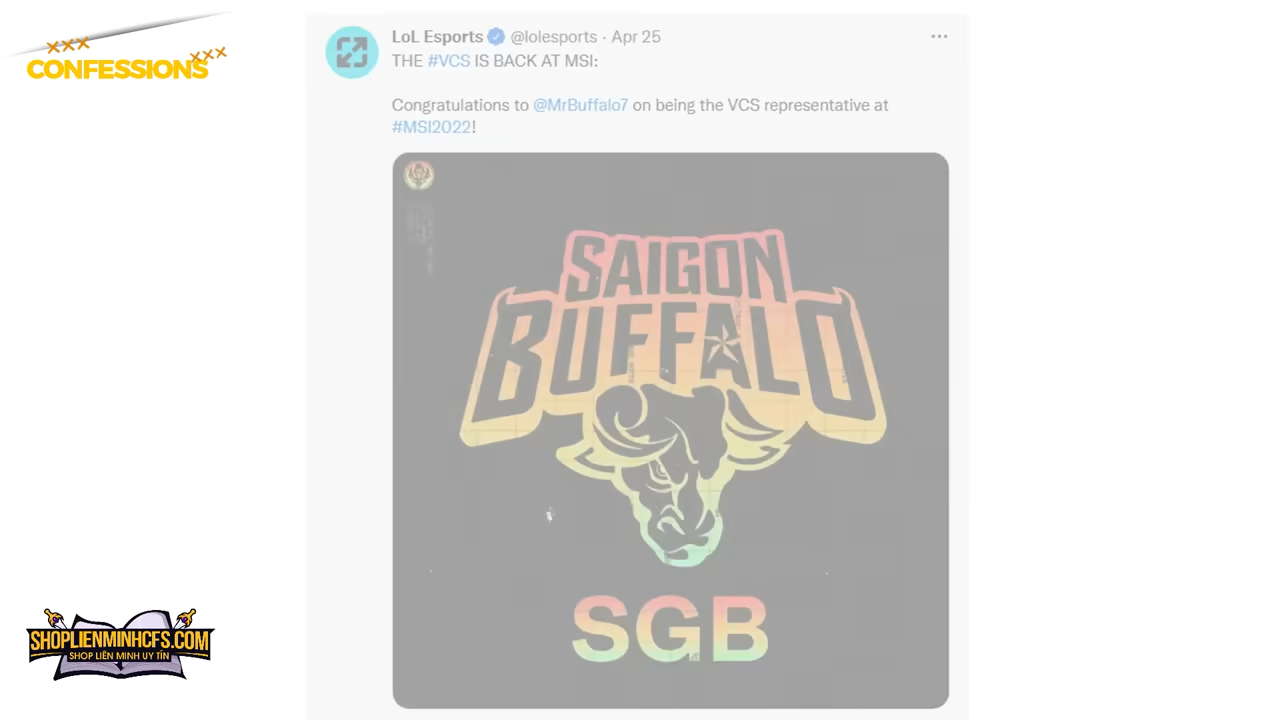 CONFESSIONS
LoL Esports @lolesports · Apr 25
THE #VCS IS BACK AT MSI:
Congratulations to @MrBuffalo7 on being the VCS representative at
#MSI2022!
SAIGON
BUFFALO
SGB
SHOPLIENMINHCFS.COM
SHOP LIÊN MINH UY TÍN